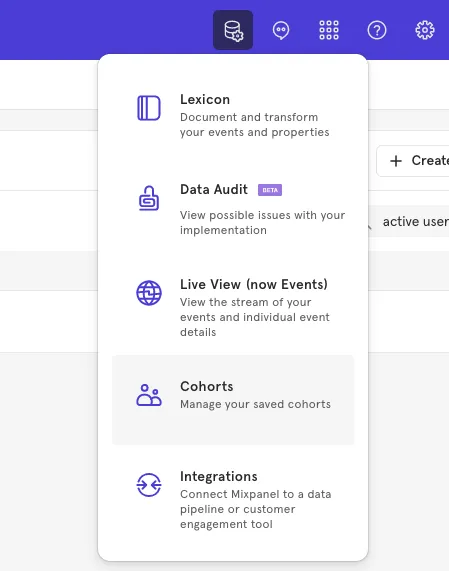 Lexicon
Document and transform
your events and properties
+ Create
Data Audit BETA
View possible issues with your
implementation
active user
Live View (now Events)
View the stream of your
events and individual event
details
Cohorts
Manage your saved cohorts
Integrations
Connect Mixpanel to a data
pipeline or customer
engagement tool